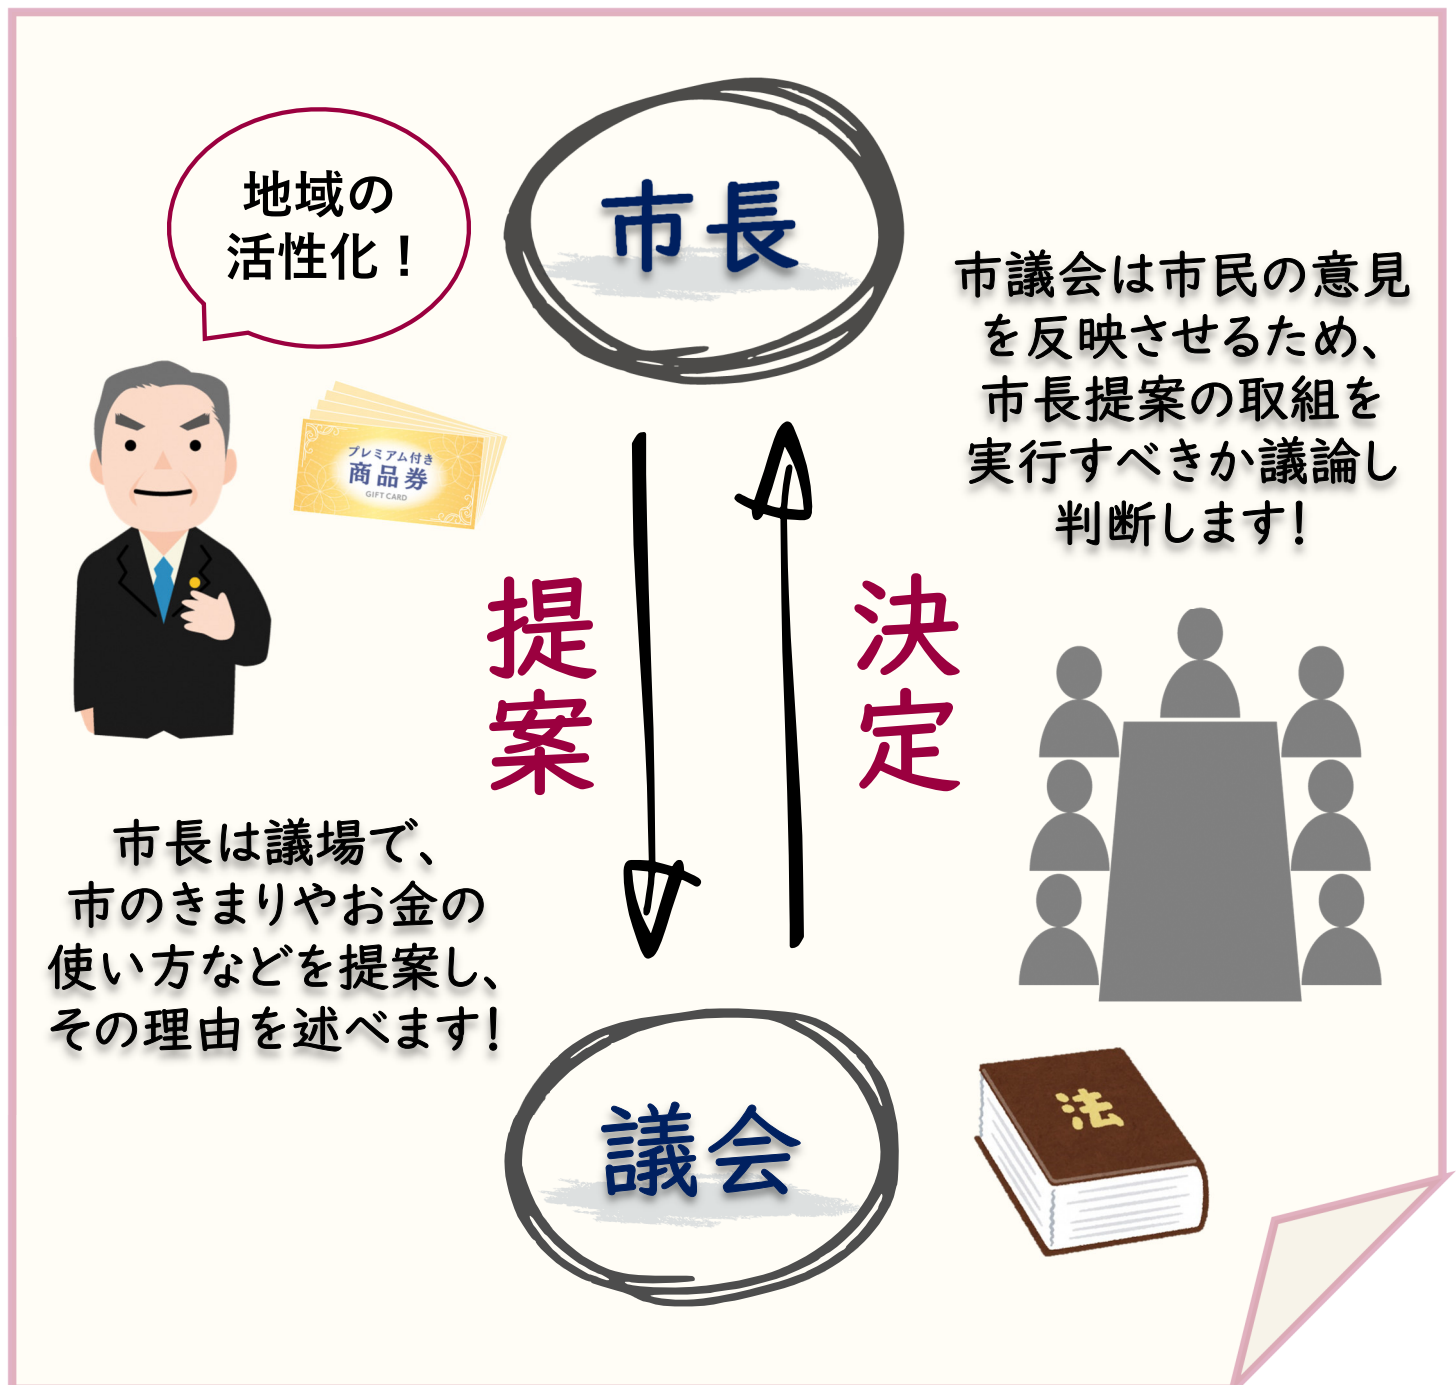 地域の
活性化！
市長
プレミアム付き
商品券
GIFT CARD
市議会は市民の意見
を反映させるため、
市長提案の取組を
実行すべきか議論し
判断します！
提案
決定
市長は議場で、
市のきまりやお金の
使い方などを提案し、
その理由を述べます！
議会
法